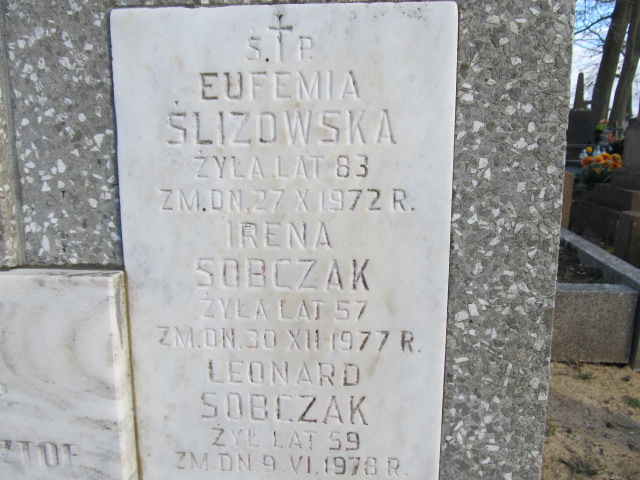 Ś. † P.
EUFEMIA
ŚLIZOWSKA
ŻYŁA LAT 83
ZM. DN. 27 X 1972 R.
IRENA
SOBCZAK
ŻYŁA LAT 57
ZM. DN. 30 XII 1977 R.
LEONARD
SOBCZAK
ŻYŁ LAT 59
ZM. DN 9. VI. 1978 R.